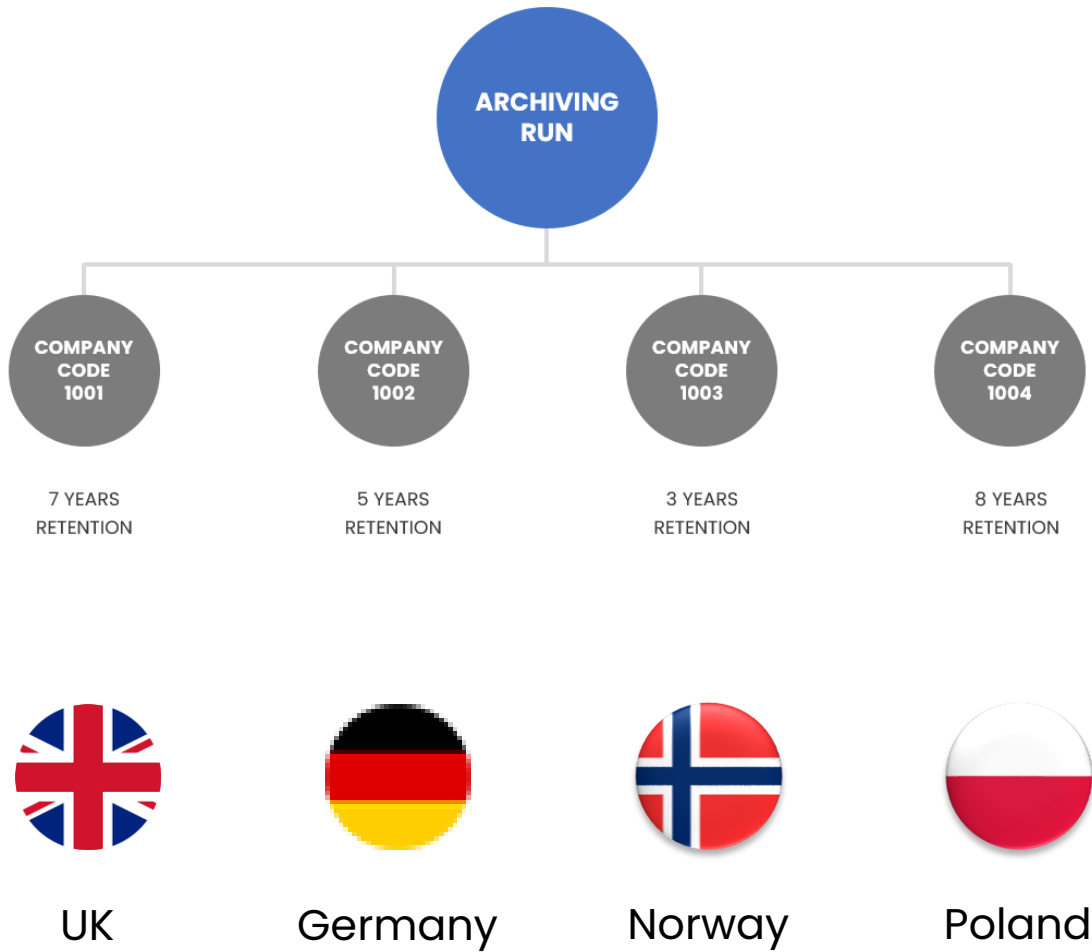 ARCHIVING
RUN
COMPANY
CODE
1001
COMPANY
CODE
1002
COMPANY
CODE
1003
COMPANY
CODE
1004
7 YEARS
RETENTION
5 YEARS
RETENTION
3 YEARS
RETENTION
8 YEARS
RETENTION
UK
Germany
Norway
Poland